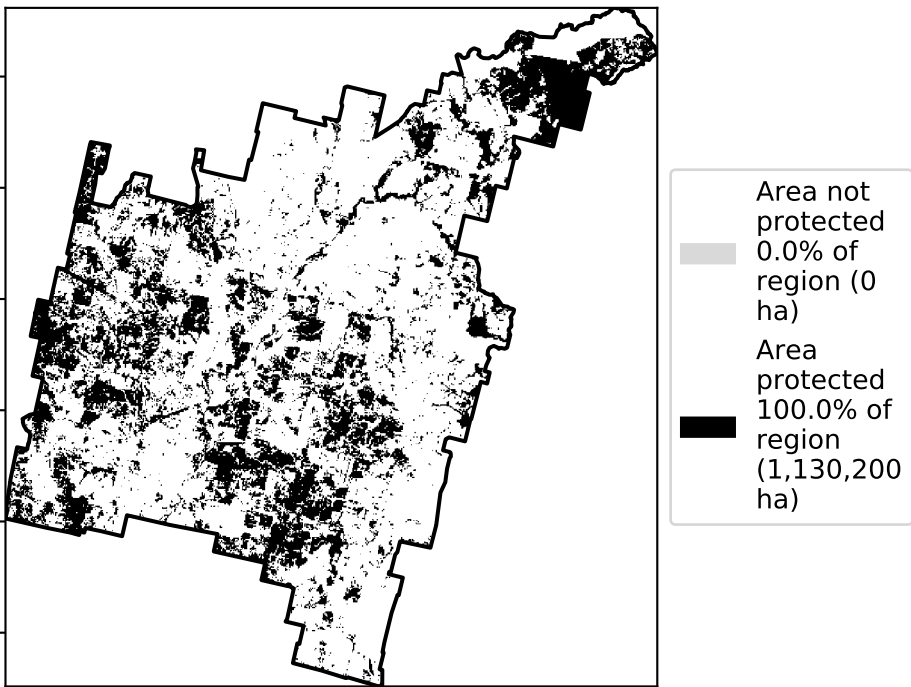 Area not
protected
0.0% of
region (0
ha)
Area
protected
100.0% of
region
(1,130,200
ha)